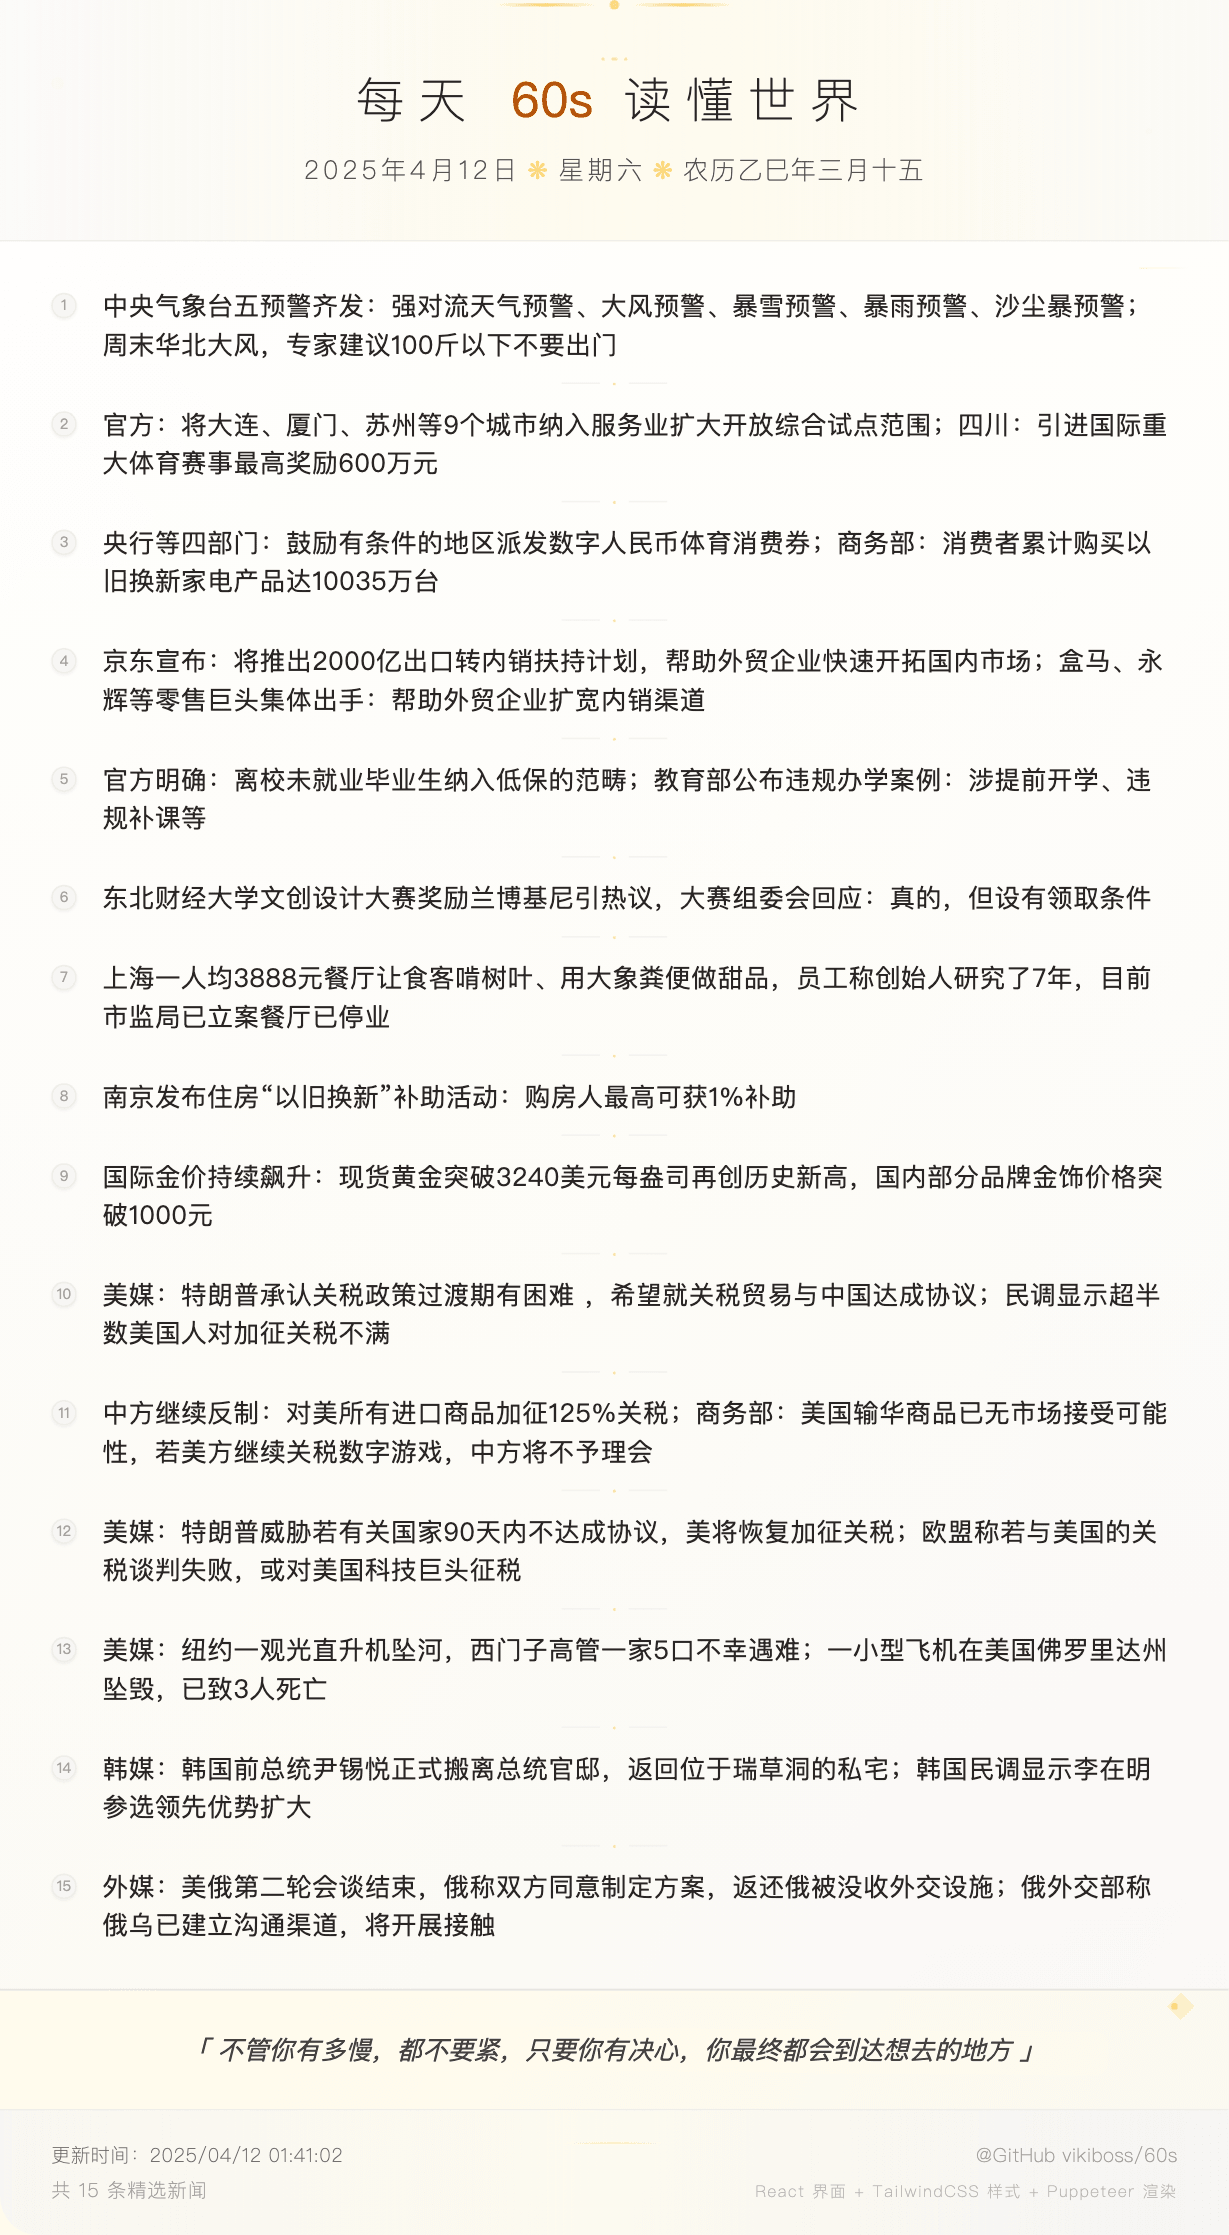 每天 60s 读懂世界
2025年4月12日 ❋ 星期六 ❋ 农历乙巳年三月十五
1 中央气象台五预警齐发：强对流天气预警、大风预警、暴雪预警、暴雨预警、沙尘暴预警；
周末华北大风，专家建议100斤以下不要出门
2 官方：将大连、厦门、苏州等9个城市纳入服务业扩大开放综合试点范围；四川：引进国际重
大体育赛事最高奖励600万元
3 央行等四部门：鼓励有条件的地区派发数字人民币体育消费券；商务部：消费者累计购买以
旧换新家电产品达10035万台
4 京东宣布：将推出2000亿出口转内销扶持计划，帮助外贸企业快速开拓国内市场；盒马、永
辉等零售巨头集体出手：帮助外贸企业扩宽内销渠道
5 官方明确：离校未就业毕业生纳入低保的范畴；教育部公布违规办学案例：涉提前开学、违
规补课等
6 东北财经大学文创设计大赛奖励兰博基尼引热议，大赛组委会回应：真的，但设有领取条件
7 上海一人均3888元餐厅让食客啃树叶、用大象粪便做甜品，员工称创始人研究了7年，目前
市监局已立案餐厅已停业
8 南京发布住房“以旧换新”补助活动：购房人最高可获1%补助
9 国际金价持续飙升：现货黄金突破3240美元每盎司再创历史新高，国内部分品牌金饰价格突
破1000元
10 美媒：特朗普承认关税政策过渡期有困难 ，希望就关税贸易与中国达成协议；民调显示超半
数美国人对加征关税不满
11 中方继续反制：对美所有进口商品加征125%关税；商务部：美国输华商品已无市场接受可能
性，若美方继续关税数字游戏，中方将不予理会
12 美媒：特朗普威胁若有关国家90天内不达成协议，美将恢复加征关税；欧盟称若与美国的关
税谈判失败，或对美国科技巨头征税
13 美媒：纽约一观光直升机坠河，西门子高管一家5口不幸遇难；一小型飞机在美国佛罗里达州
坠毁，已致3人死亡
14 韩媒：韩国前总统尹锡悦正式搬离总统官邸，返回位于瑞草洞的私宅；韩国民调显示李在明
参选领先优势扩大
15 外媒：美俄第二轮会谈结束，俄称双方同意制定方案，返还俄被没收外交设施；俄外交部称
俄乌已建立沟通渠道，将开展接触
「 不管你有多慢，都不要紧，只要你有决心，你最终都会到达想去的地方 」
更新时间：2025/04/12 01:41:02
@GitHub vikiboss/60s
共 15 条精选新闻
React 界面 + TailwindCSS 样式 + Puppeteer 渲染